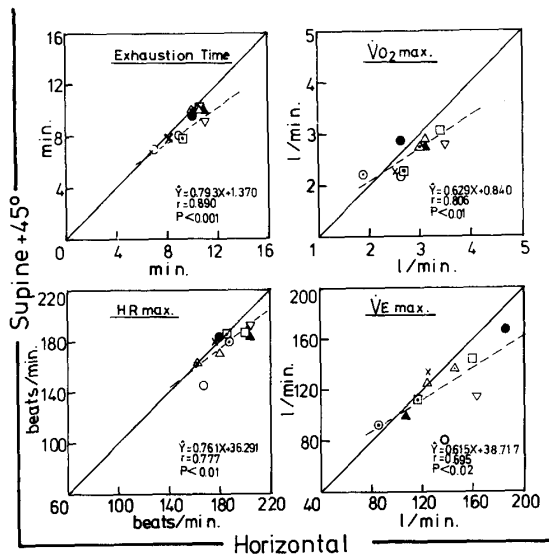 Exhaustion Time
16
12
8
4
0
min.
Ŷ=0.793X+1.370
r=0.890
P<0.001
4 8 12 16
min.
V̇o₂ max.
5
4
3
2
1
l/min.
Ŷ=0.629X+0.840
r=0.806
P<0.01
1 2 3 4 5
l/min.
HR max.
220
180
140
100
60
beats/min.
Ŷ=0.761X+36.291
r=0.777
P<0.01
60 100 140 180 220
beats/min.
V̇E max.
200
160
120
80
40
l/min.
Ŷ=0.615X+38.717
r=0.695
P<0.02
40 80 120 160 200
l/min.
Supine +45°
Horizontal